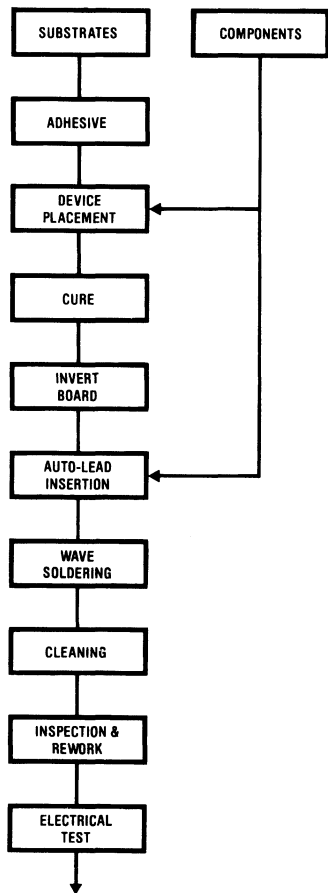 SUBSTRATES
COMPONENTS
ADHESIVE
DEVICE
PLACEMENT
CURE
INVERT
BOARD
AUTO-LEAD
INSERTION
WAVE
SOLDERING
CLEANING
INSPECTION &
REWORK
ELECTRICAL
TEST